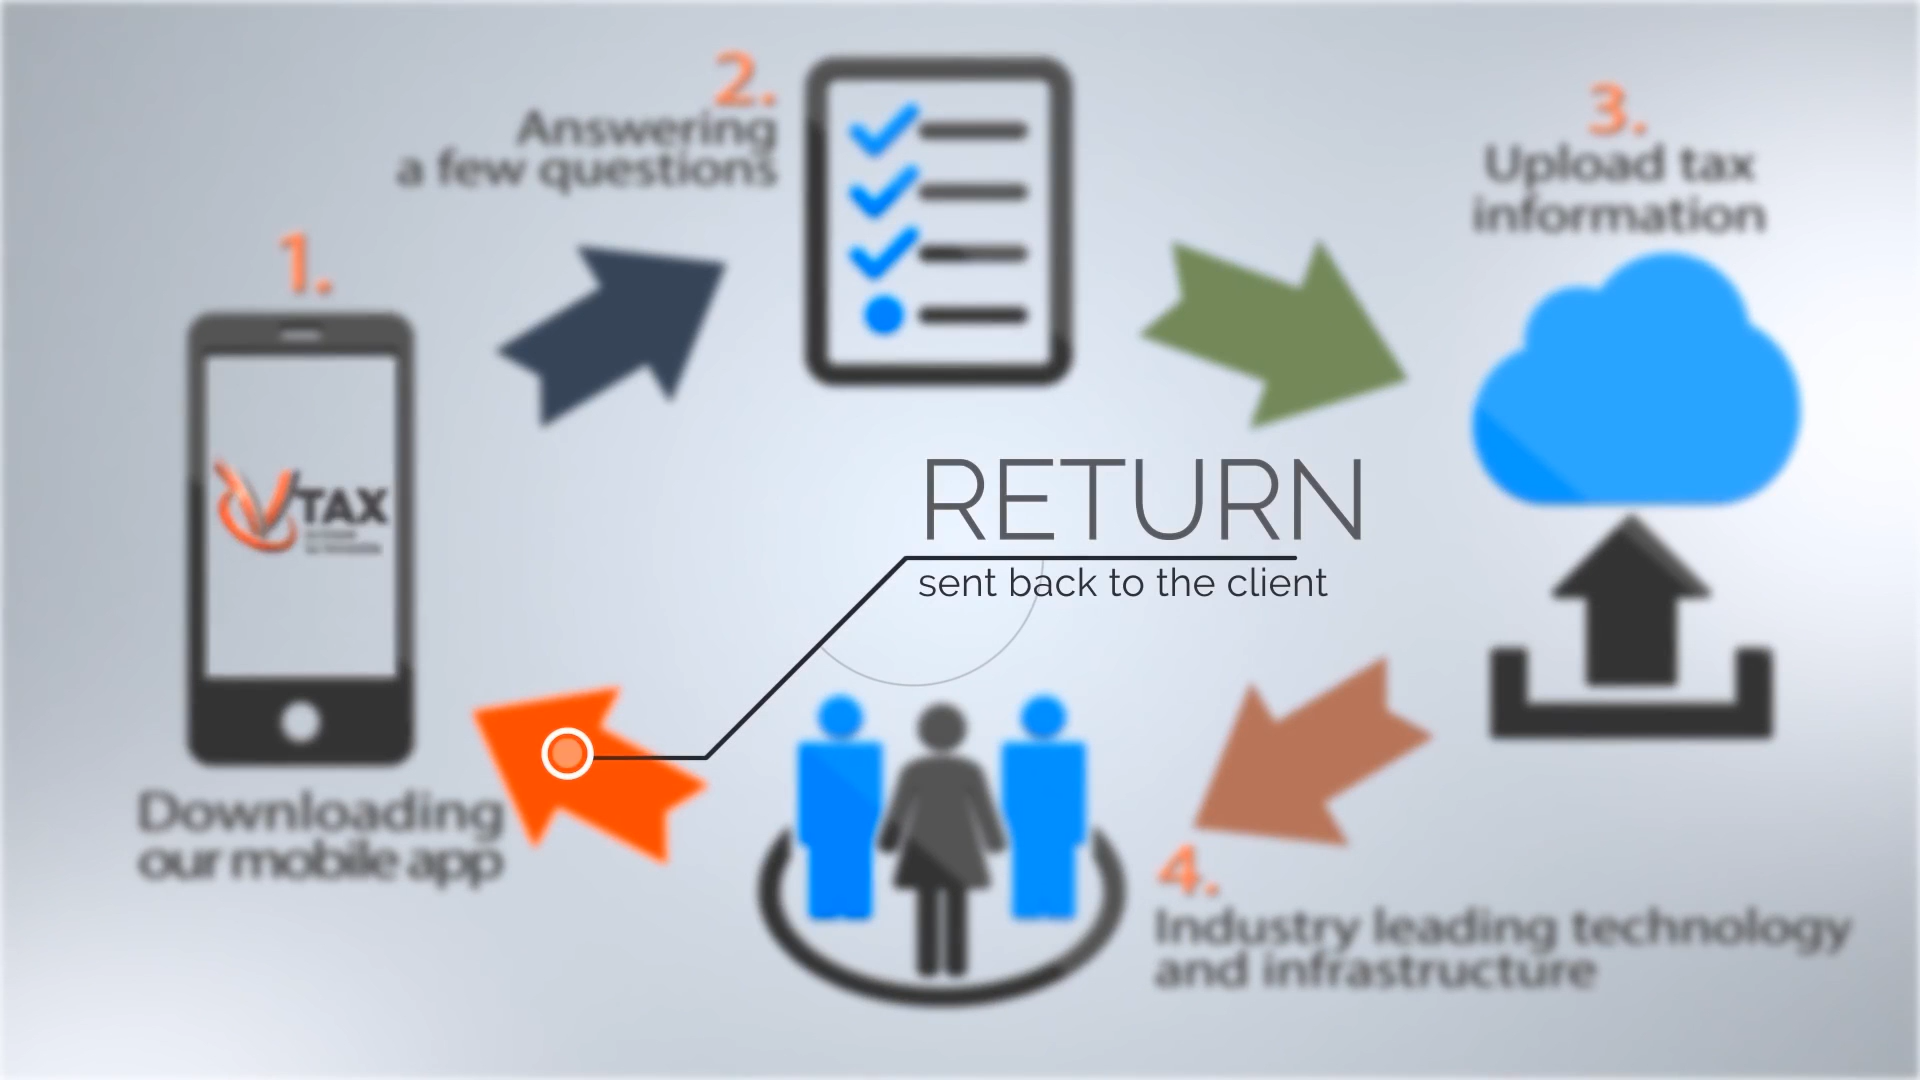 1.
TAX
Downloading
our mobile app
2.
Answering
a few questions
3.
Upload tax
information
RETURN
sent back to the client
4.
Industry leading technology
and infrastructure